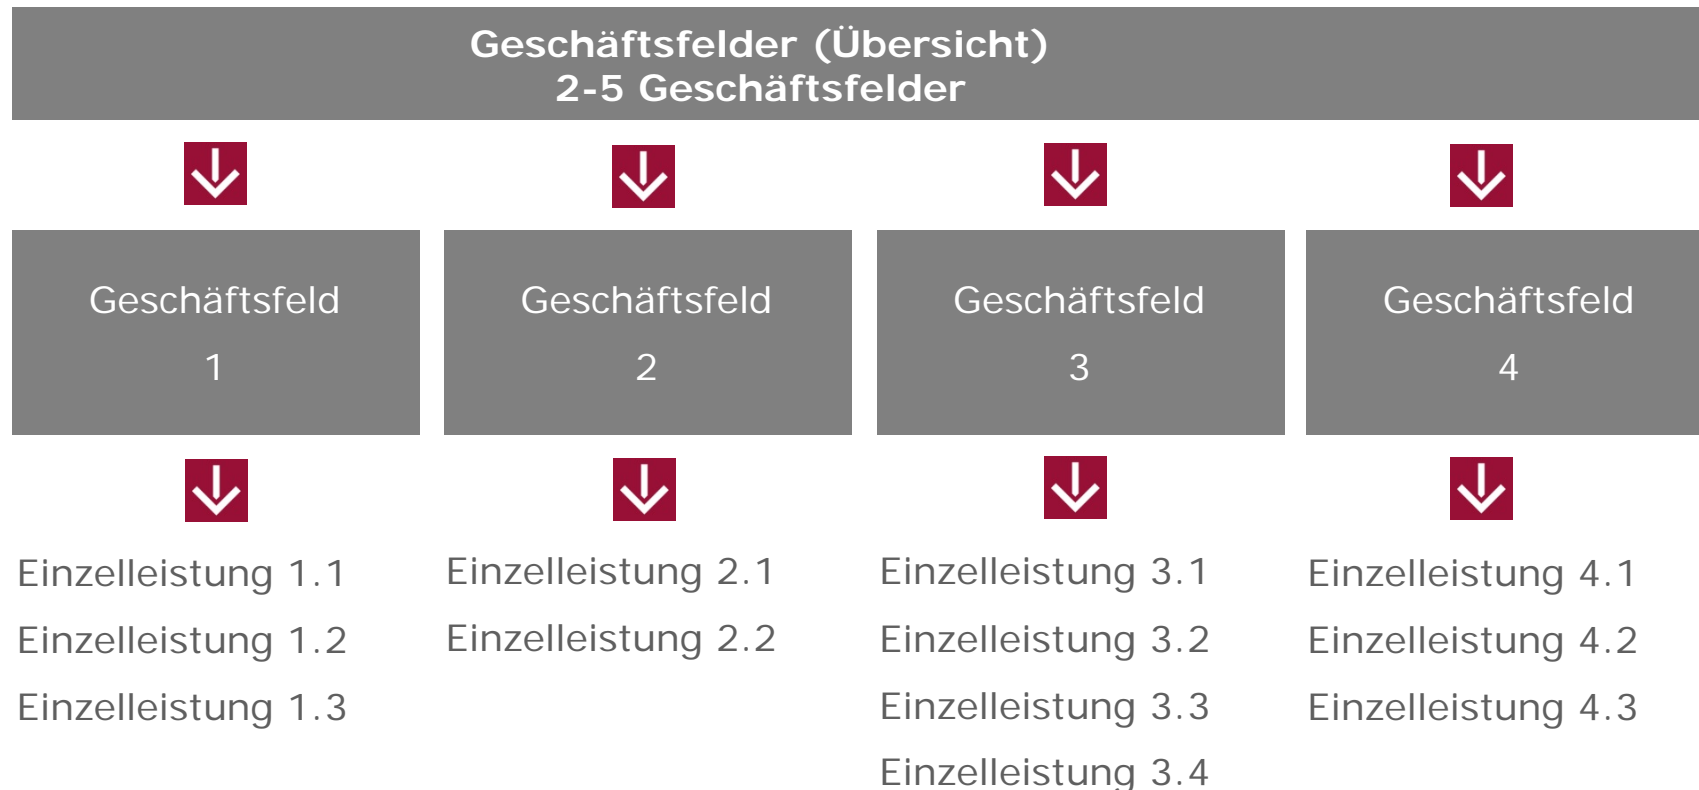 Geschäftsfelder (Übersicht)
2-5 Geschäftsfelder
Geschäftsfeld
1
Geschäftsfeld
2
Geschäftsfeld
3
Geschäftsfeld
4
Einzelleistung 1.1
Einzelleistung 1.2
Einzelleistung 1.3
Einzelleistung 2.1
Einzelleistung 2.2
Einzelleistung 3.1
Einzelleistung 3.2
Einzelleistung 3.3
Einzelleistung 3.4
Einzelleistung 4.1
Einzelleistung 4.2
Einzelleistung 4.3